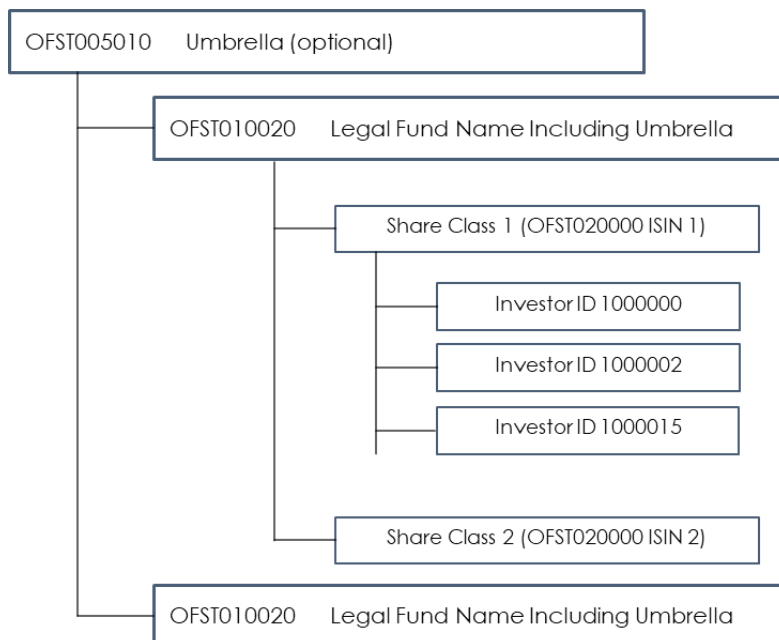 OFST005010 Umbrella (optional)
OFST010020 Legal Fund Name Including Umbrella
Share Class 1 (OFST020000 ISIN 1)
Investor ID 1000000
Investor ID 1000002
Investor ID 1000015
Share Class 2 (OFST020000 ISIN 2)
OFST010020 Legal Fund Name Including Umbrella